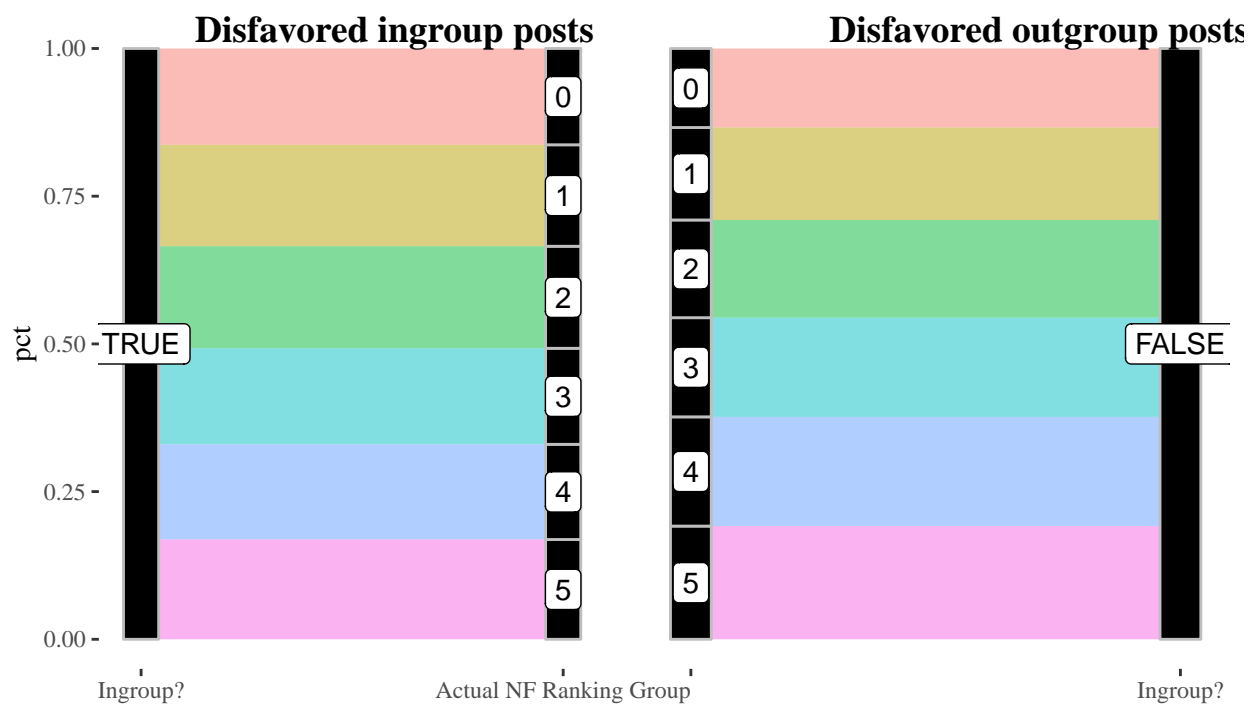 Disfavored ingroup posts
Disfavored outgroup posts
pct
1.00
0.75
0.50
0.25
0.00
TRUE
0
1
2
3
4
5
0
1
2
3
4
5
FALSE
Ingroup?
Actual NF Ranking Group
Ingroup?